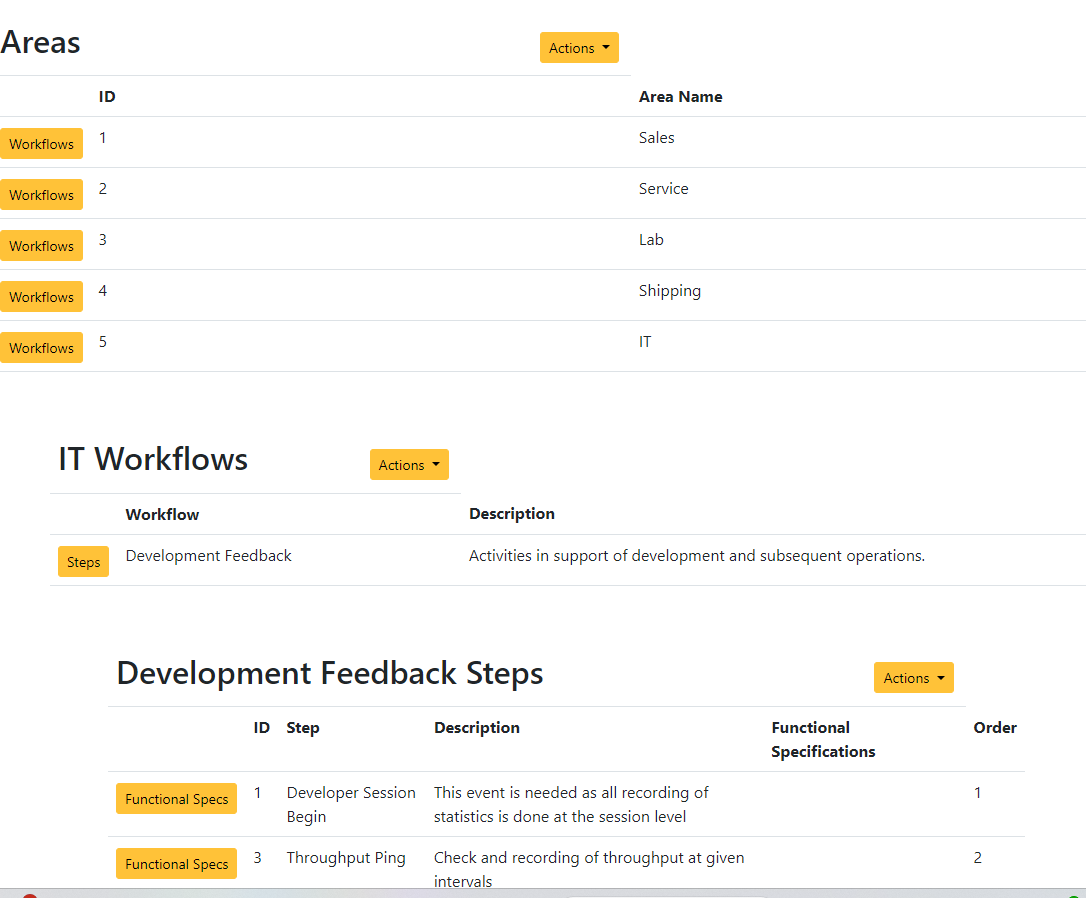 Areas
Actions
ID Area Name
Workflows 1 Sales
Workflows 2 Service
Workflows 3 Lab
Workflows 4 Shipping
Workflows 5 IT
IT Workflows
Actions
Workflow Description
Steps Development Feedback Activities in support of development and subsequent operations.
Development Feedback Steps
Actions
ID Step Description Functional Order
Specifications
Functional Specs 1 Developer Session This event is needed as all recording of 1
Begin statistics is done at the session level
Functional Specs 3 Throughput Ping Check and recording of throughput at given 2
intervals